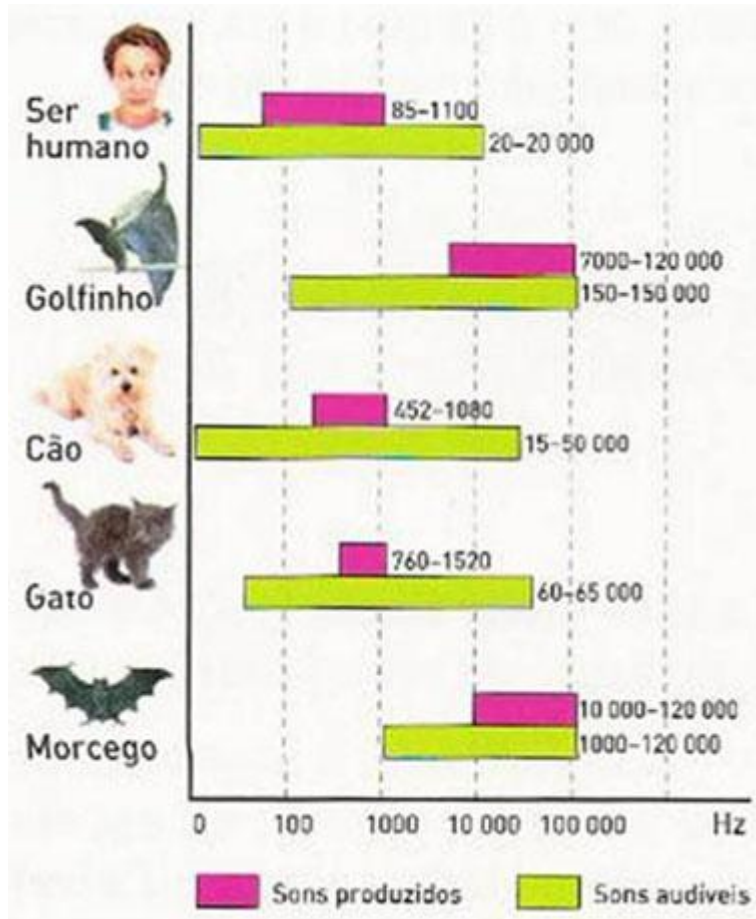 Ser
humano
85-1100
20-20 000
Golfinho
7000-120 000
150-150 000
Cão
452-1080
15-50 000
Gato
760-1520
60-65 000
Morcego
10 000-120 000
1000-120 000
0 100 1000 10 000 100 000 Hz
Sons produzidos Sons audíveis